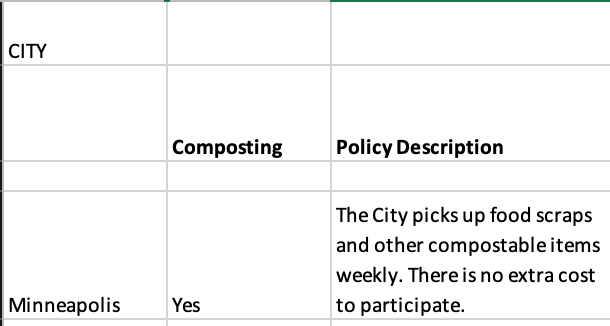 CITY
Composting
Policy Description
The City picks up food scraps
and other compostable items
weekly. There is no extra cost
to participate.
Minneapolis
Yes